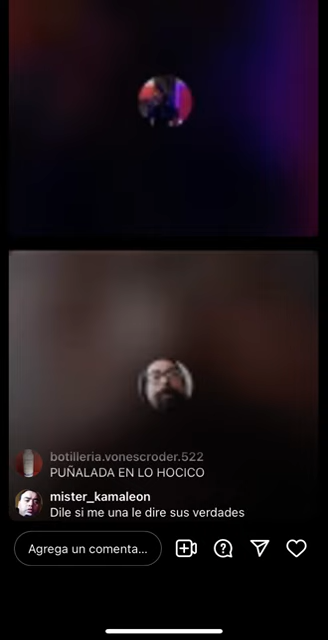 botilleria.vonescroder.522
PUÑALADA EN LO HOCICO
mister_kamaleon
Dile si me una le dire sus verdades
Agrega un comenta...